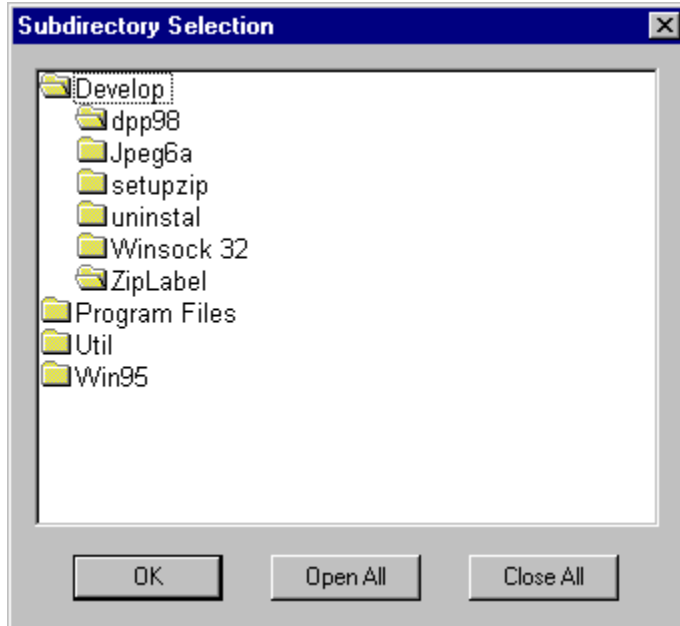 Subdirectory Selection
Develop
dpp98
Jpeg6a
setupzip
uninstal
Winsock 32
ZipLabel
Program Files
Util
Win95
OK
Open All
Close All